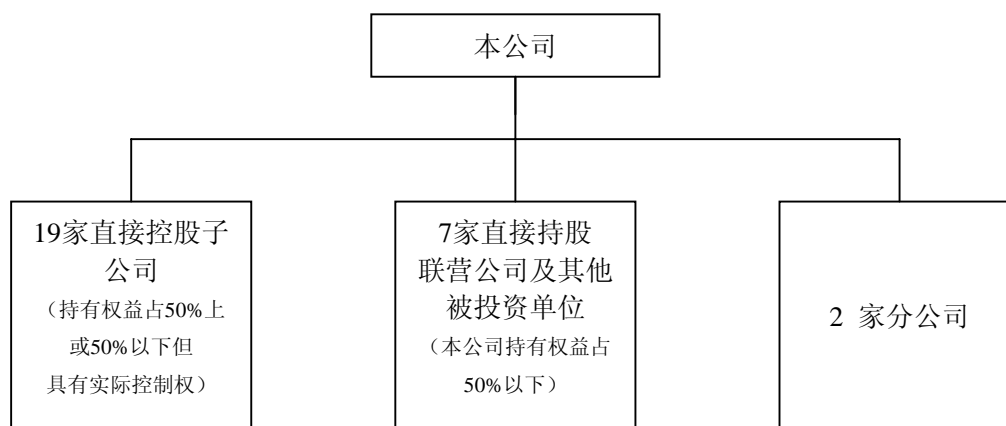 本公司
19家直接控股子
公司
（持有权益占50%上
或50%以下但
具有实际控制权）
7家直接持股
联营公司及其他
被投资单位
（本公司持有权益占
50%以下）
2 家分公司